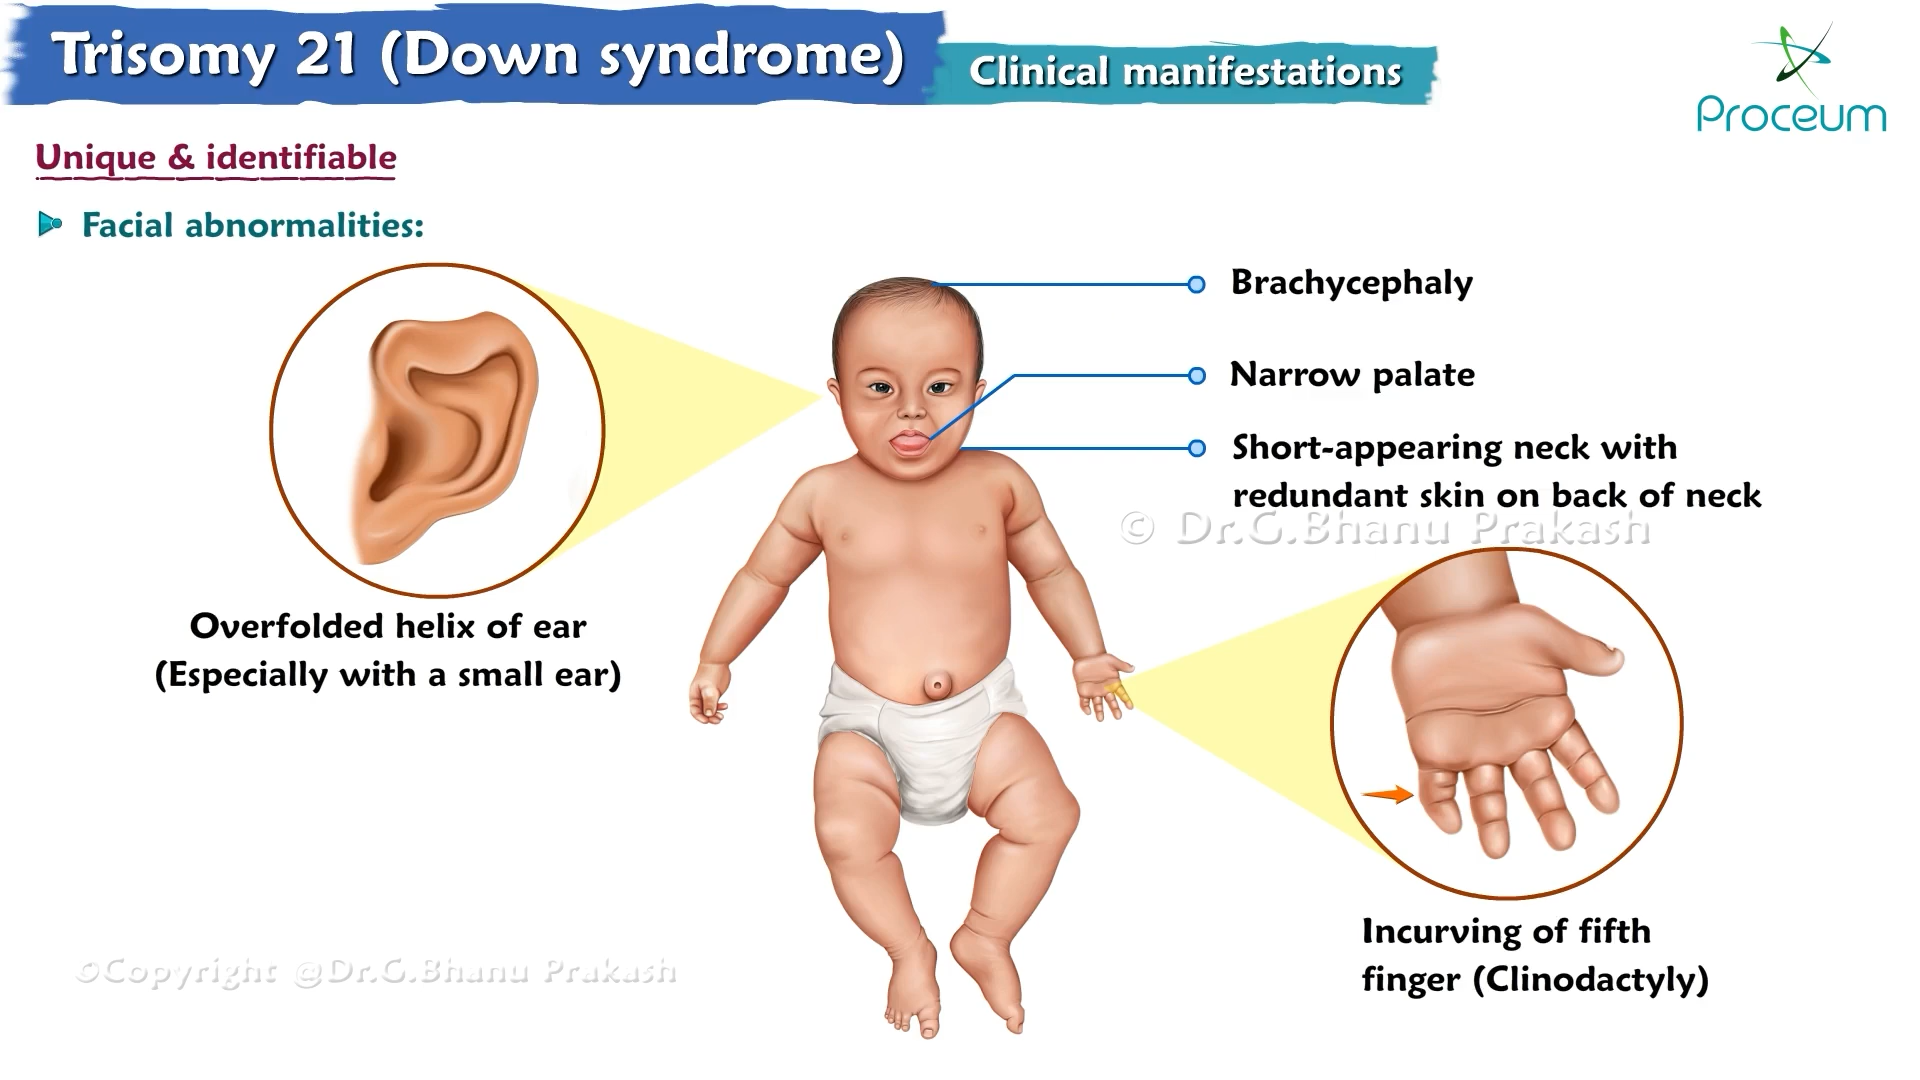 Trisomy 21 (Down syndrome)
Clinical manifestations
Proceum
Unique & identifiable
Facial abnormalities:
Brachycephaly
Narrow palate
Short-appearing neck with
redundant skin on back of neck
© Dr.G.Bhanu Prakash
Overfolded helix of ear
(Especially with a small ear)
Incurving of fifth
finger (Clinodactyly)
©Copyright @Dr.G.Bhanu Prakash